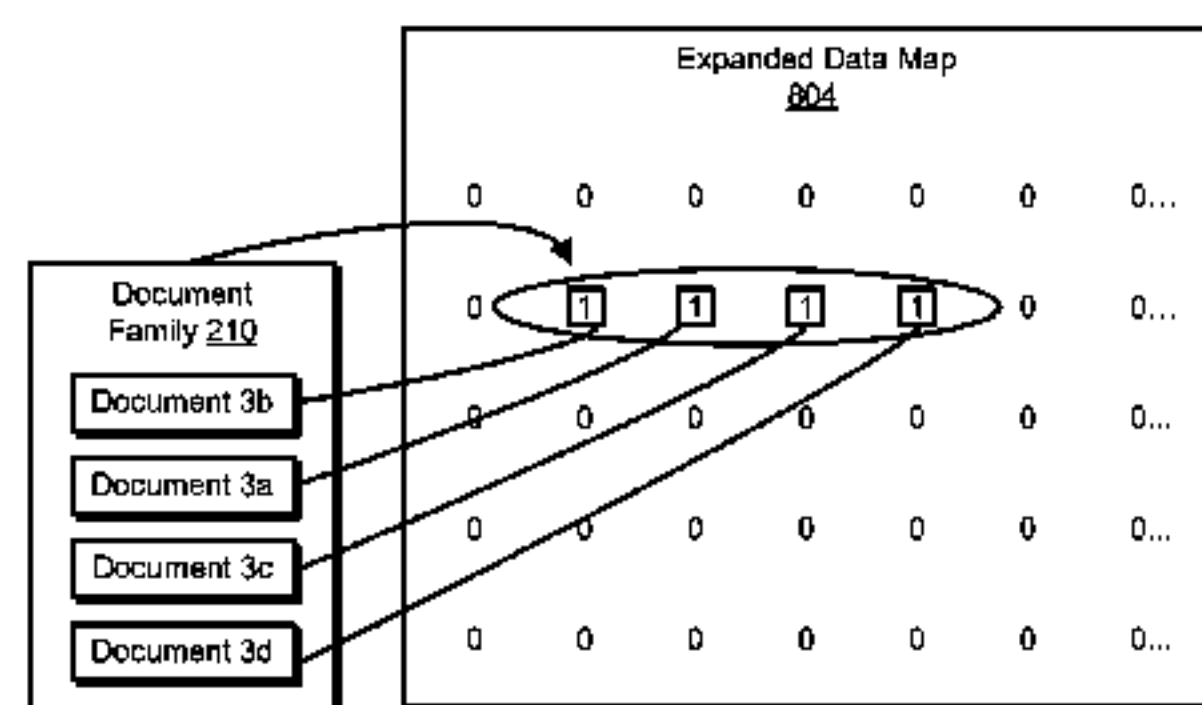 Expanded Data Map
804
0 0 0 0 0 0 0...
Document
Family 210
0 1 1 1 1 0 0...
Document 3b
0 0 0 0 0 0 0...
Document 3a
Document 3c
0 0 0 0 0 0 0...
Document 3d
0 0 0 0 0 0 0...